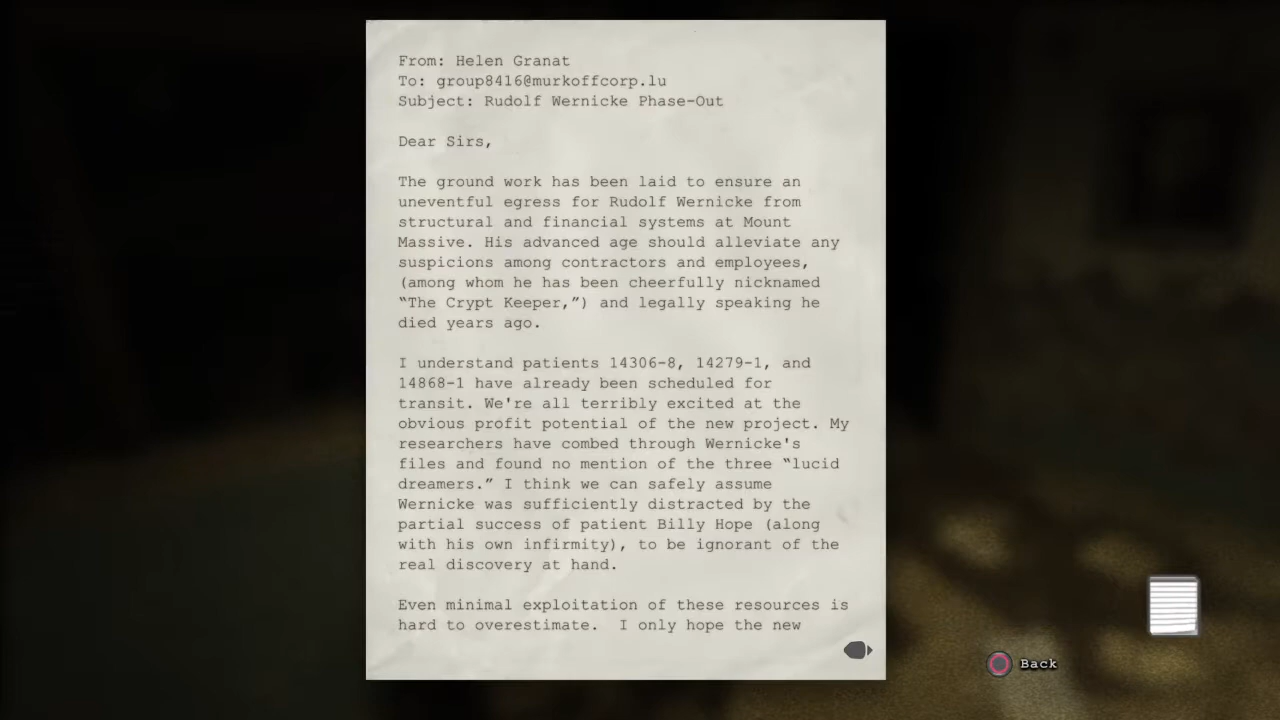 From: Helen Granat
To: group8416@murkoffcorp.lu
Subject: Rudolf Wernicke Phase-Out
Dear Sirs,
The ground work has been laid to ensure an
uneventful egress for Rudolf Wernicke from
structural and financial systems at Mount
Massive. His advanced age should alleviate any
suspicions among contractors and employees,
(among whom he has been cheerfully nicknamed
“The Crypt Keeper,”) and legally speaking he
died years ago.
I understand patients 14306-8, 14279-1, and
14868-1 have already been scheduled for
transit. We're all terribly excited at the
obvious profit potential of the new project. My
researchers have combed through Wernicke's
files and found no mention of the three “lucid
dreamers.” I think we can safely assume
Wernicke was sufficiently distracted by the
partial success of patient Billy Hope (along
with his own infirmity), to be ignorant of the
real discovery at hand.
Even minimal exploitation of these resources is
hard to overestimate.  I only hope the new
Back